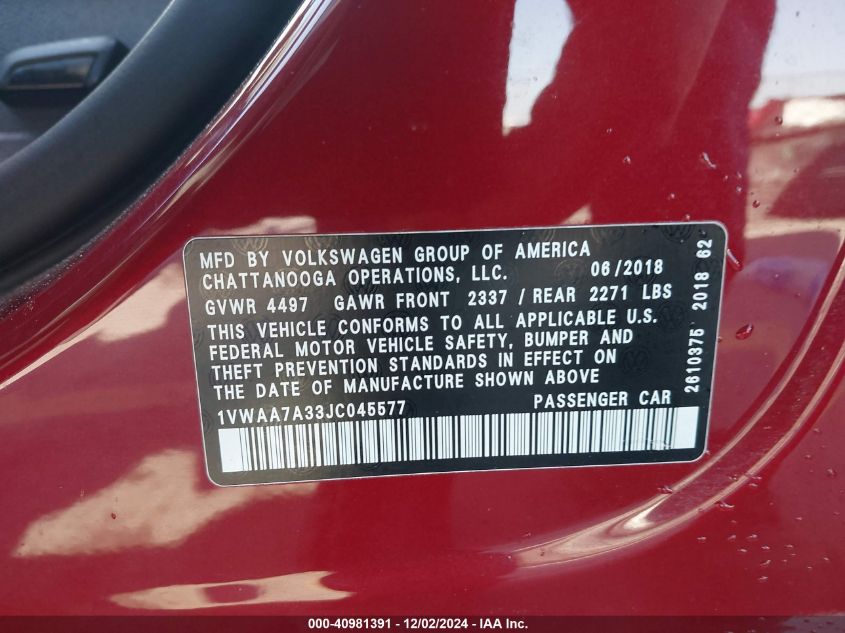 MFD BY VOLKSWAGEN GROUP OF AMERICA
CHATTANOOGA OPERATIONS, LLC. 06/2018
GVWR 4497 GAWR FRONT 2337 / REAR 2271 LBS
THIS VEHICLE CONFORMS TO ALL APPLICABLE U.S.
FEDERAL MOTOR VEHICLE SAFETY, BUMPER AND
THEFT PREVENTION STANDARDS IN EFFECT ON
THE DATE OF MANUFACTURE SHOWN ABOVE
1VWAA7A33JC045577 PASSENGER CAR
2610375 2018 62
000-40981391 - 12/02/2024 - IAA Inc.